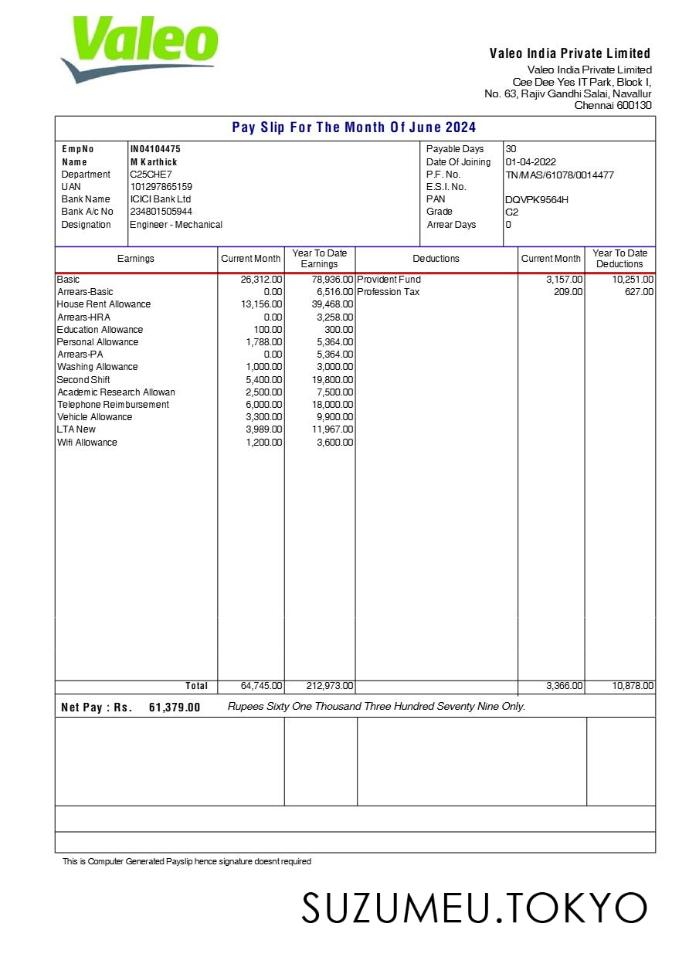 Valeo
Valeo India Private Limited
Valeo India Private Limited
Cee Dee Yes IT Park, Block I,
No. 63, Rajiv Gandhi Salai, Navallur
Chennai 600130
Pay Slip For The Month Of June 2024
EmpNo IN04104475 Payable Days 30
Name M Karthick Date Of Joining 01-04-2022
Department C25CHE7 P.F. No. TN/MAS/61078/0014477
UAN 101297865159 E.S.I. No.
Bank Name ICICI Bank Ltd PAN DQVPK9564H
Bank A/c No 234801505944 Grade C2
Designation Engineer - Mechanical Arrear Days 0
Earnings Current Month Year To Date Earnings Deductions Current Month Year To Date Deductions
Basic 26,312.00 78,936.00 Provident Fund 3,157.00 10,251.00
Arrears-Basic 0.00 6,516.00 Profession Tax 209.00 627.00
House Rent Allowance 13,156.00 39,468.00
Arrears-HRA 0.00 3,258.00
Education Allowance 100.00 300.00
Personal Allowance 1,788.00 5,364.00
Arrears-PA 0.00 5,364.00
Washing Allowance 1,000.00 3,000.00
Second Shift 5,400.00 19,800.00
Academic Research Allowan 2,500.00 7,500.00
Telephone Reimbursement 6,000.00 18,000.00
Vehicle Allowance 3,300.00 9,900.00
LTA New 3,989.00 11,967.00
Wifi Allowance 1,200.00 3,600.00
Total 64,745.00 212,973.00 3,366.00 10,878.00
Net Pay : Rs. 61,379.00 Rupees Sixty One Thousand Three Hundred Seventy Nine Only.
This is Computer Generated Payslip hence signature doesnt required
SUZUMEU.TOKYO